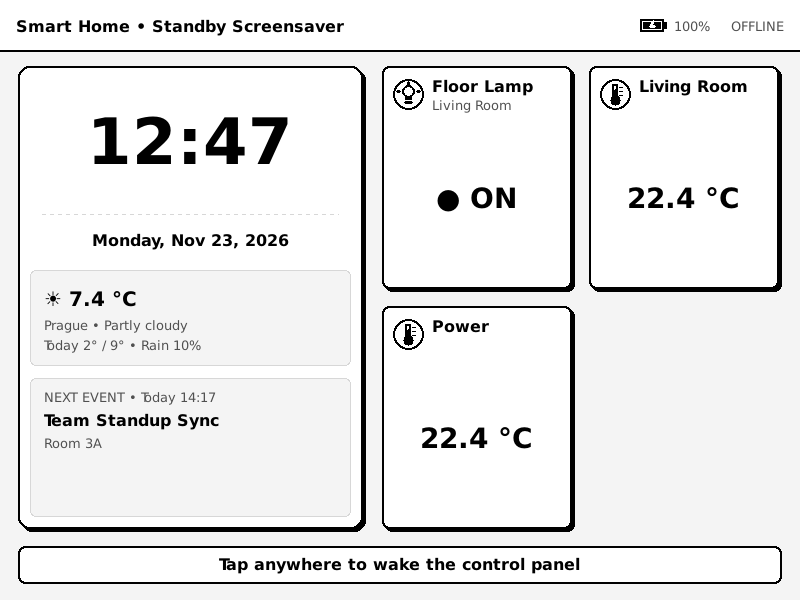 Smart Home • Standby Screensaver
100% OFFLINE
12:47
Monday, Nov 23, 2026
7.4 °C
Prague • Partly cloudy
Today 2° / 9° • Rain 10%
NEXT EVENT • Today 14:17
Team Standup Sync
Room 3A
Floor Lamp
Living Room
● ON
Living Room
22.4 °C
Power
22.4 °C
Tap anywhere to wake the control panel